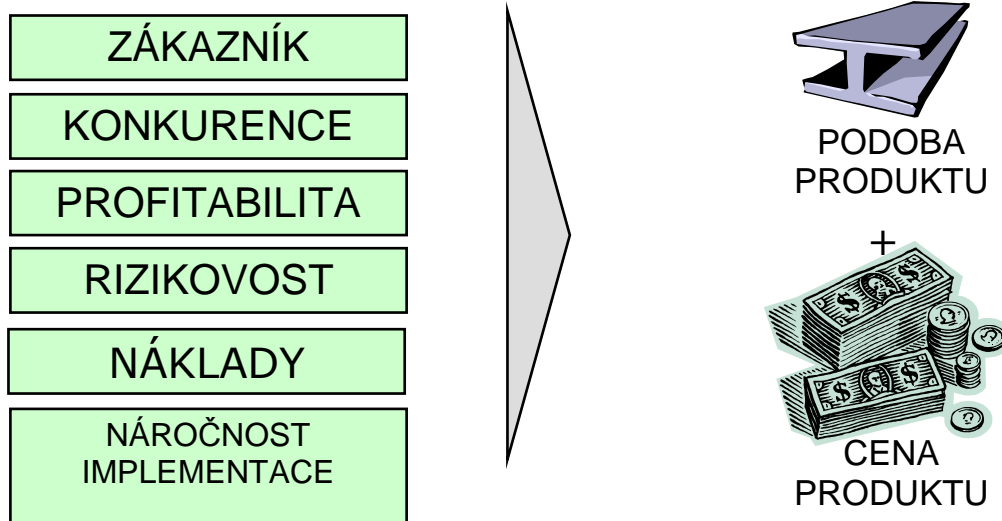 ZÁKAZNÍK
KONKURENCE
PROFITABILITA
RIZIKOVOST
NÁKLADY
NÁROČNOST
IMPLEMENTACE
PODOBA
PRODUKTU
+
CENA
PRODUKTU